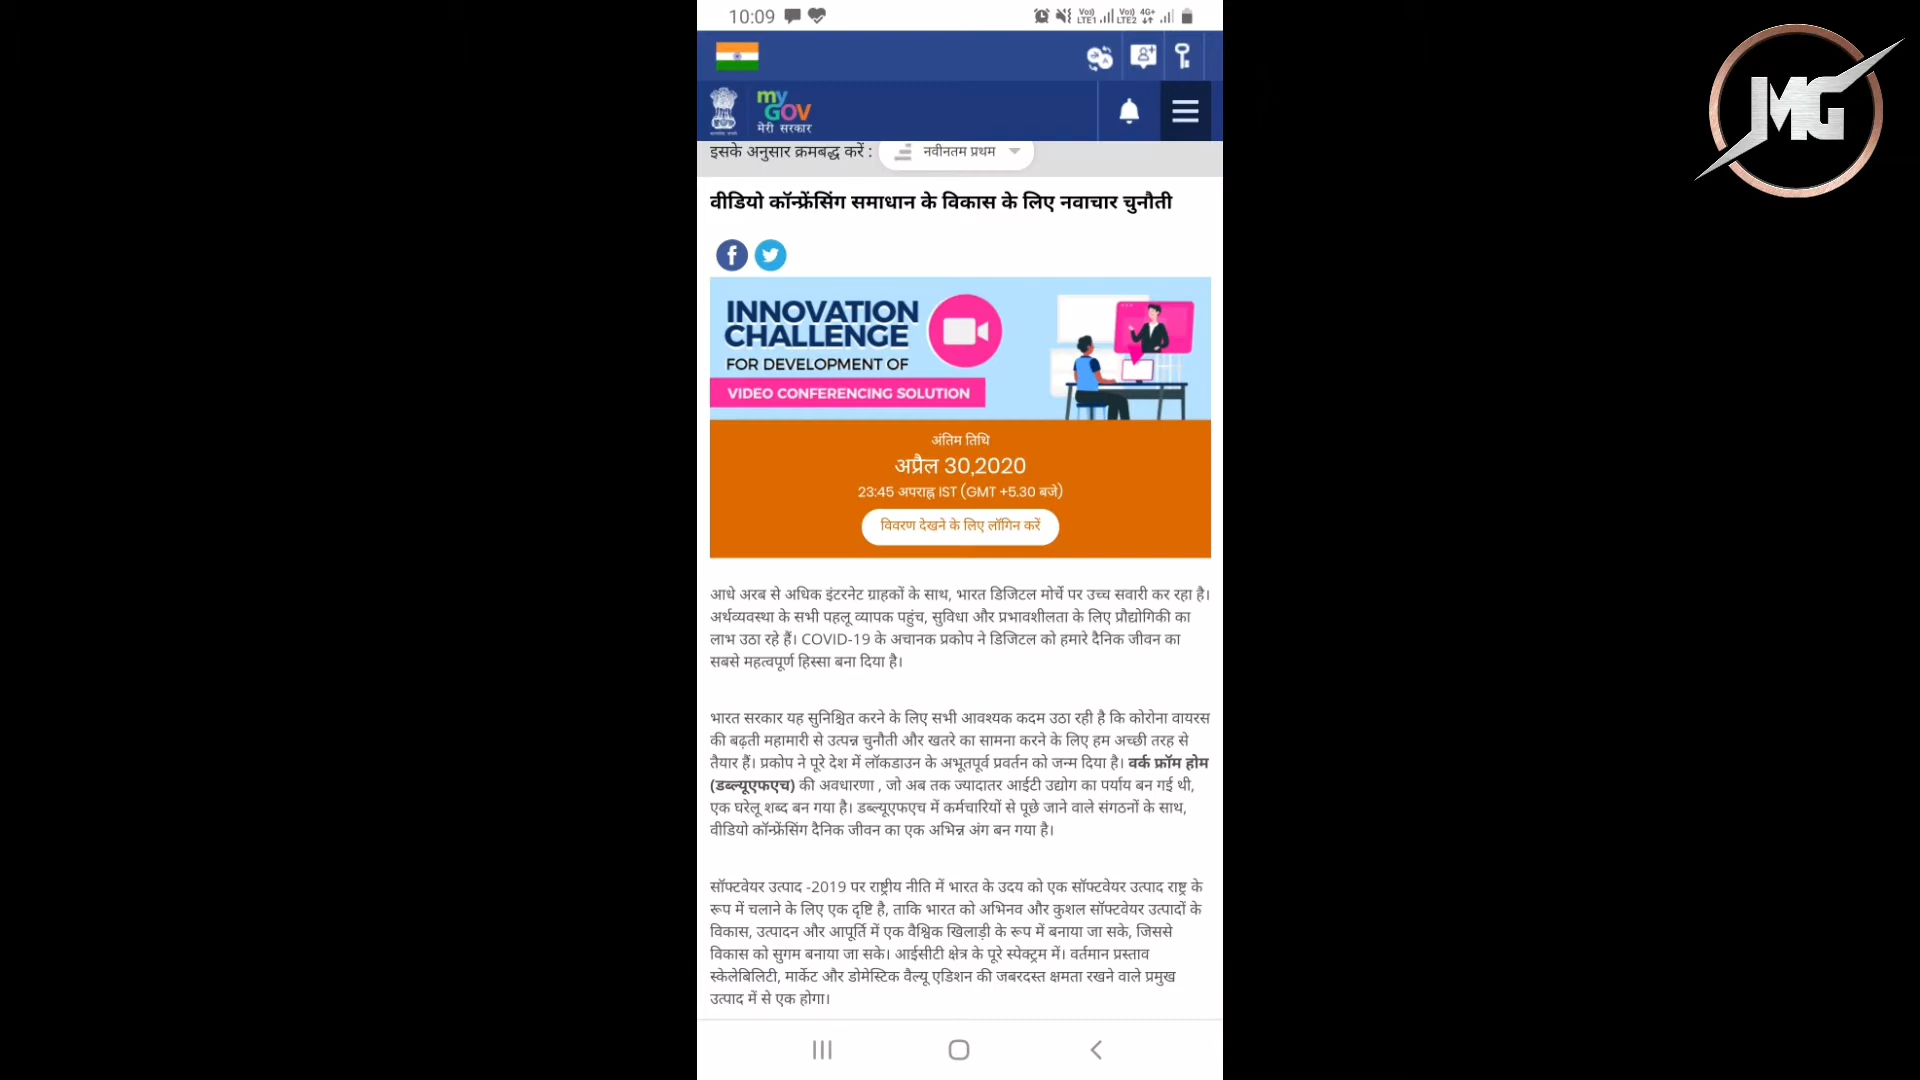 10:09
Vo)) LTE1 Vo)) LTE2 4G+
my
GOV
मेरी सरकार
MG
इसके अनुसार क्रमबद्ध करें : नवीनतम प्रथम
वीडियो कॉन्फ्रेंसिंग समाधान के विकास के लिए नवाचार चुनौती
INNOVATION
CHALLENGE
FOR DEVELOPMENT OF
VIDEO CONFERENCING SOLUTION
अंतिम तिथि
अप्रैल 30,2020
23:45 अपराह्न IST (GMT +5.30 बजे)
विवरण देखने के लिए लॉगिन करें
आधे अरब से अधिक इंटरनेट ग्राहकों के साथ, भारत डिजिटल मोर्चे पर उच्च सवारी कर रहा है।
अर्थव्यवस्था के सभी पहलू व्यापक पहुंच, सुविधा और प्रभावशीलता के लिए प्रौद्योगिकी का
लाभ उठा रहे हैं। COVID-19 के अचानक प्रकोप ने डिजिटल को हमारे दैनिक जीवन का
सबसे महत्वपूर्ण हिस्सा बना दिया है।
भारत सरकार यह सुनिश्चित करने के लिए सभी आवश्यक कदम उठा रही है कि कोरोना वायरस
की बढ़ती महामारी से उत्पन्न चुनौती और खतरे का सामना करने के लिए हम अच्छी तरह से
तैयार हैं। प्रकोप ने पूरे देश में लॉकडाउन के अभूतपूर्व प्रवर्तन को जन्म दिया है। वर्क फ्रॉम होम
(डब्ल्यूएफएच) की अवधारणा , जो अब तक ज्यादातर आईटी उद्योग का पर्याय बन गई थी,
एक घरेलू शब्द बन गया है। डब्ल्यूएफएच में कर्मचारियों से पूछे जाने वाले संगठनों के साथ,
वीडियो कॉन्फ्रेंसिंग दैनिक जीवन का एक अभिन्न अंग बन गया है।
सॉफ्टवेयर उत्पाद -2019 पर राष्ट्रीय नीति में भारत के उदय को एक सॉफ्टवेयर उत्पाद राष्ट्र के
रूप में चलाने के लिए एक दृष्टि है, ताकि भारत को अभिनव और कुशल सॉफ्टवेयर उत्पादों के
विकास, उत्पादन और आपूर्ति में एक वैश्विक खिलाड़ी के रूप में बनाया जा सके, जिससे
विकास को सुगम बनाया जा सके। आईसीटी क्षेत्र के पूरे स्पेक्ट्रम में। वर्तमान प्रस्ताव
स्केलेबिलिटी, मार्केट और डोमेस्टिक वैल्यू एडिशन की जबरदस्त क्षमता रखने वाले प्रमुख
उत्पाद में से एक होगा।